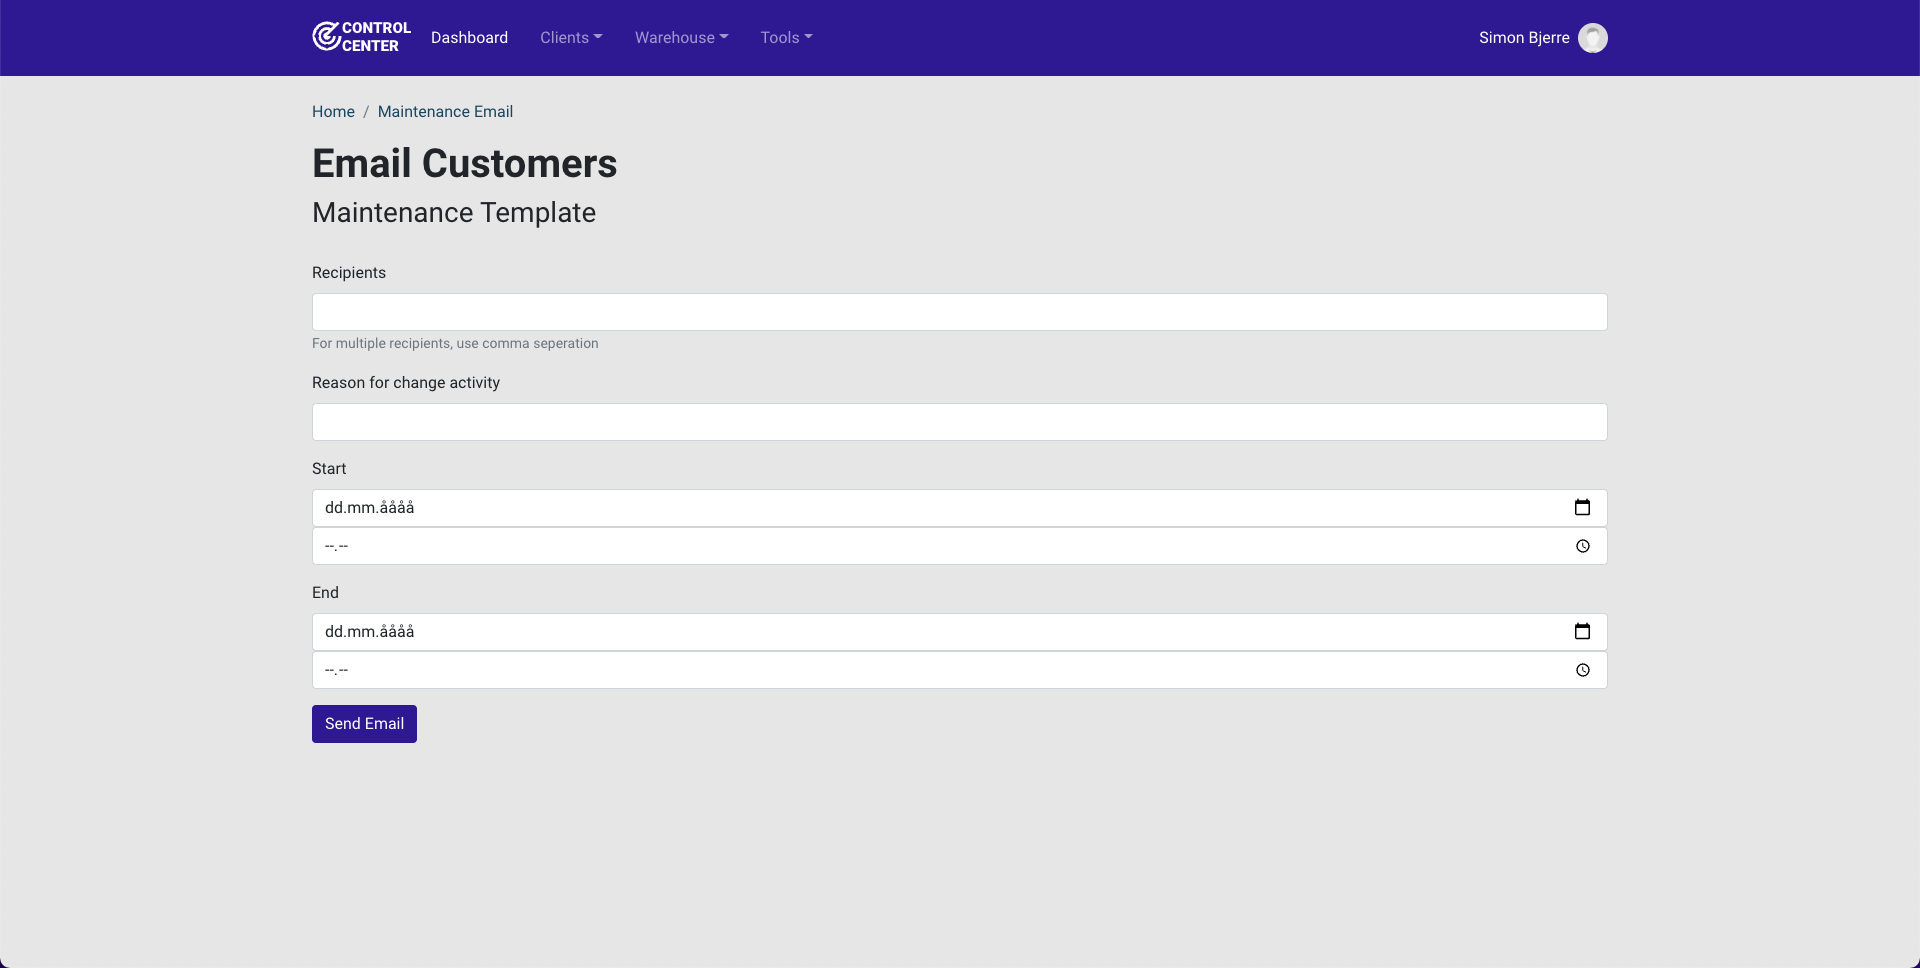 CONTROL
CENTER
Dashboard Clients Warehouse Tools Simon Bjerre
Home / Maintenance Email
Email Customers
Maintenance Template
Recipients
For multiple recipients, use comma seperation
Reason for change activity
Start
dd.mm.åååå
--.--
End
dd.mm.åååå
--.--
Send Email